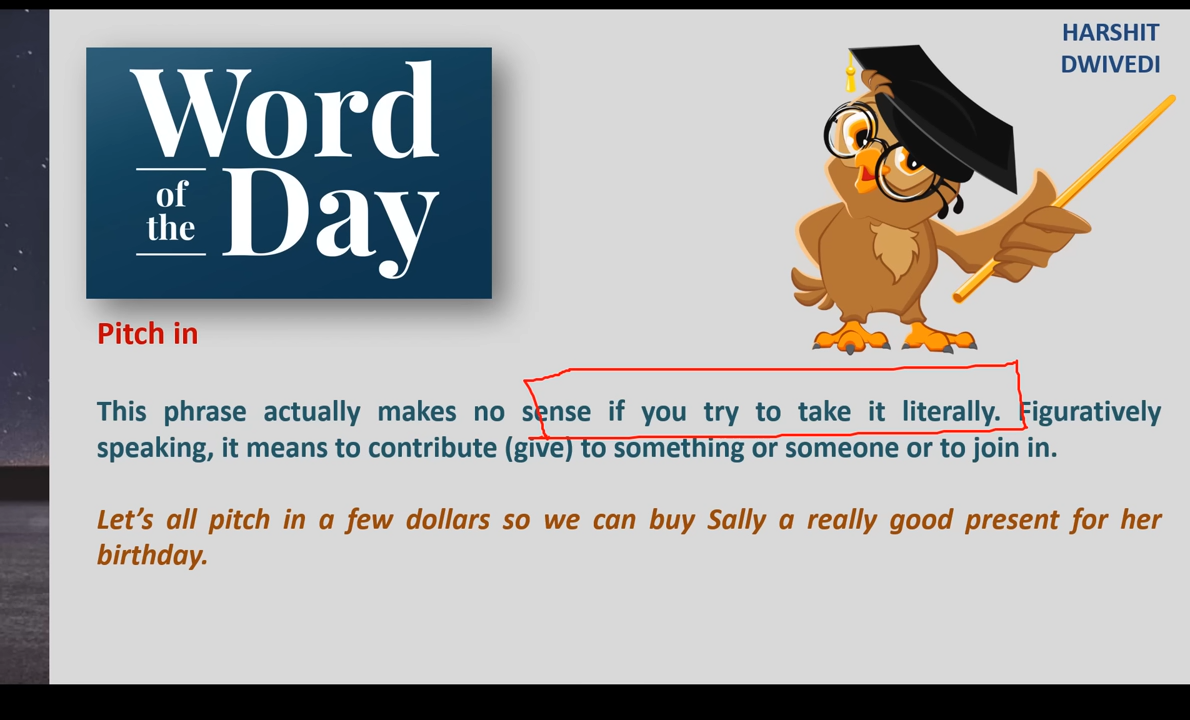 HARSHIT
DWIVEDI
Word
of
the
Day
Pitch in
This phrase actually makes no sense if you try to take it literally. Figuratively
speaking, it means to contribute (give) to something or someone or to join in.
Let’s all pitch in a few dollars so we can buy Sally a really good present for her
birthday.